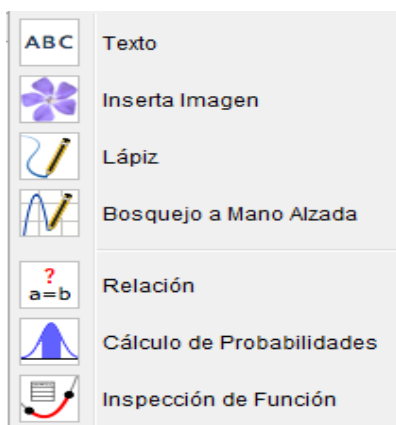 ABC Texto
Inserta Imagen
Lápiz
Bosquejo a Mano Alzada
?
a=b Relación
Cálculo de Probabilidades
Inspección de Función